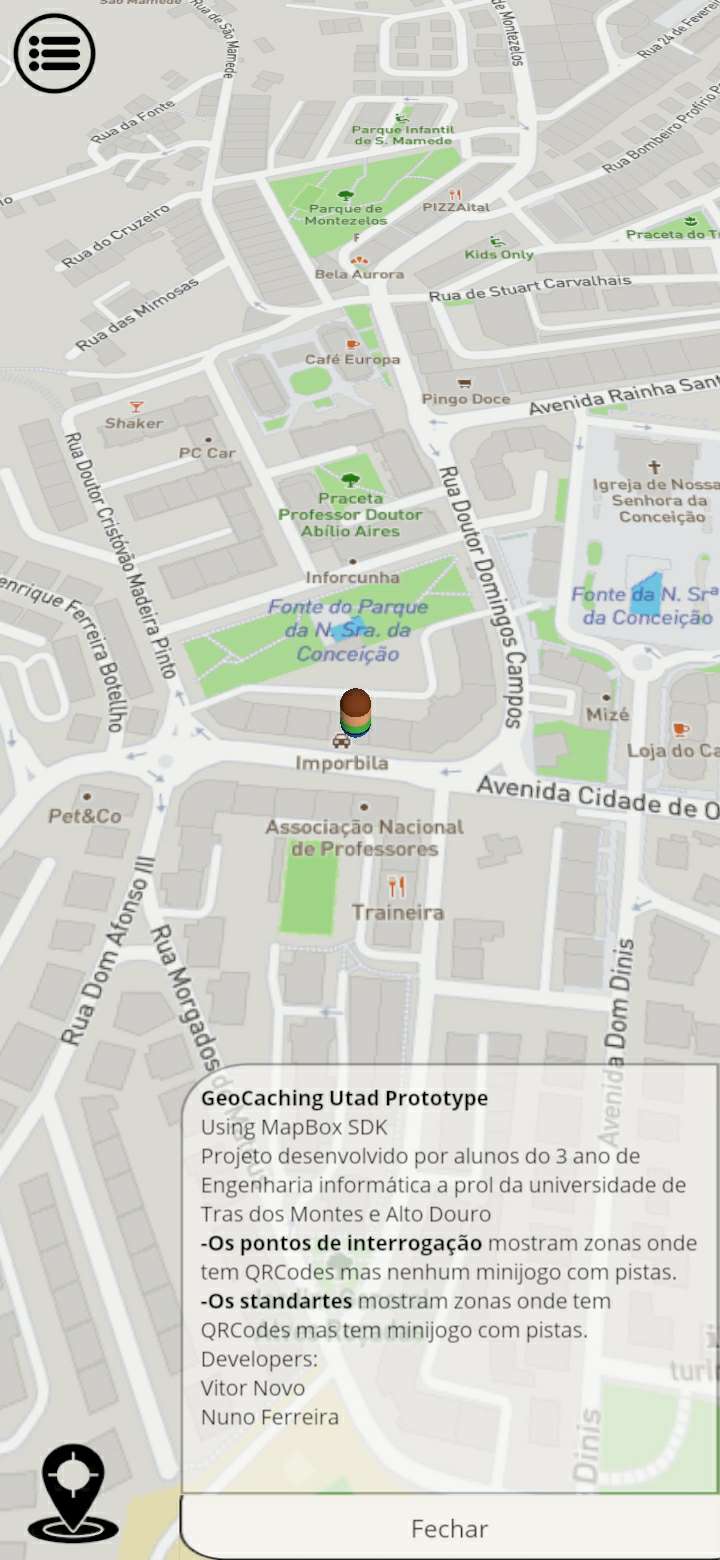 São Mamede
Rua de São Mamede
de Montezelos
Rua 24 de Fevere
Rua da Fonte
Parque Infantil
de S. Mamede
Rua Bombeiro Profírio
Parque de
Montezelos
PIZZAital
Rua do Cruzeiro
Praceta do
Kids Only
Bela Aurora
Rua de Stuart Carvalhais
Rua das Mimosas
Café Europa
Pingo Doce
Avenida Rainha Sant
Shaker
PC Car
Rua Doutor Cristóvão Madeira Pinto
Rua Doutor Domingos Campos
Igreja de Nossa
Senhora da
Conceição
Praceta
Professor Doutor
Abílio Aires
Inforcunha
enrique Ferreira Botelho
Fonte do Parque
da N. Sra. da
Conceição
Fonte da N. Srª
da Conceição
Mizé
Loja do Ca
Imporbila
Avenida Cidade de O
Pet&Co
Associação Nacional
de Professores
Traineira
Rua Dom Afonso III
Rua Morgados de
Avenida Dom Dinis
Avenida
GeoCaching Utad Prototype
Using MapBox SDK
Projeto desenvolvido por alunos do 3 ano de
Engenharia informática a prol da universidade de
Tras dos Montes e Alto Douro
-Os pontos de interrogação mostram zonas onde
tem QRCodes mas nenhum minijogo com pistas.
-Os standartes mostram zonas onde tem
QRCodes mas tem minijogo com pistas.
Developers:
Vitor Novo
Nuno Ferreira
turi
Dinis
Fechar